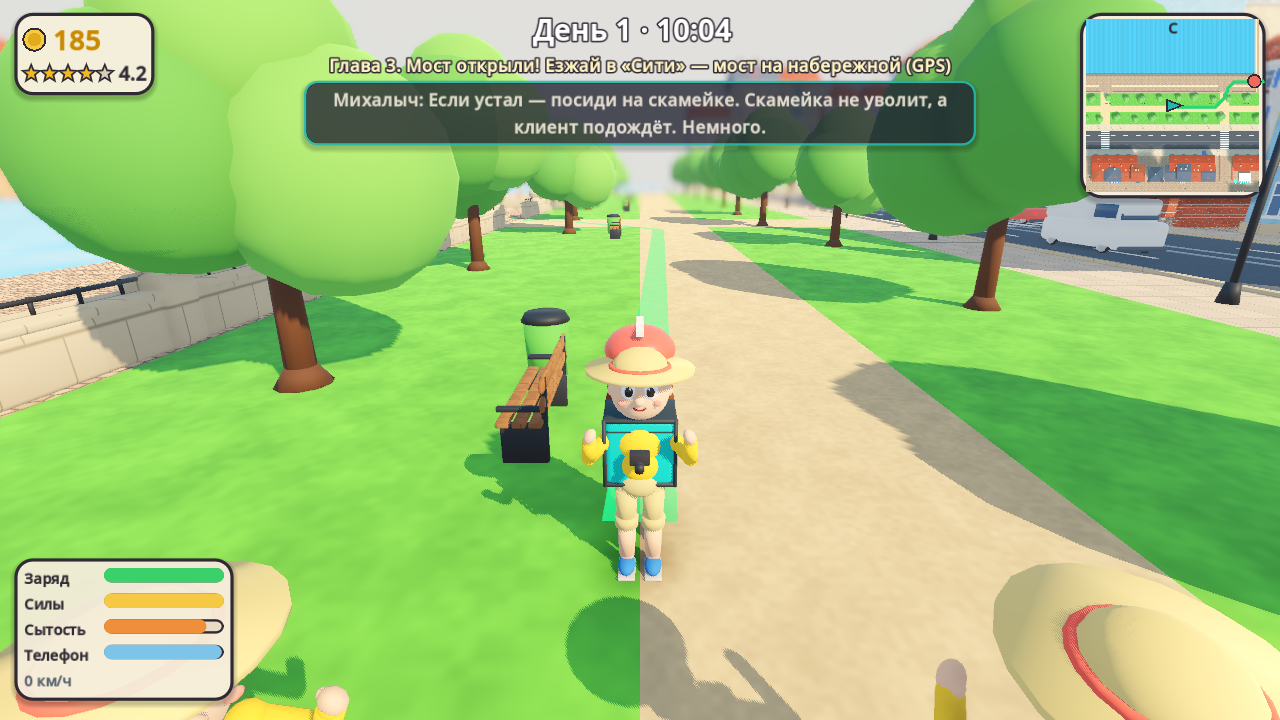 185
4.2
День 1 · 10:04
Глава 3. Мост открыли! Езжай в «Сити» — мост на набережной (GPS)
Михалыч: Если устал — посиди на скамейке. Скамейка не уволит, а
клиент подождёт. Немного.
С
Заряд
Силы
Сытость
Телефон
0 км/ч